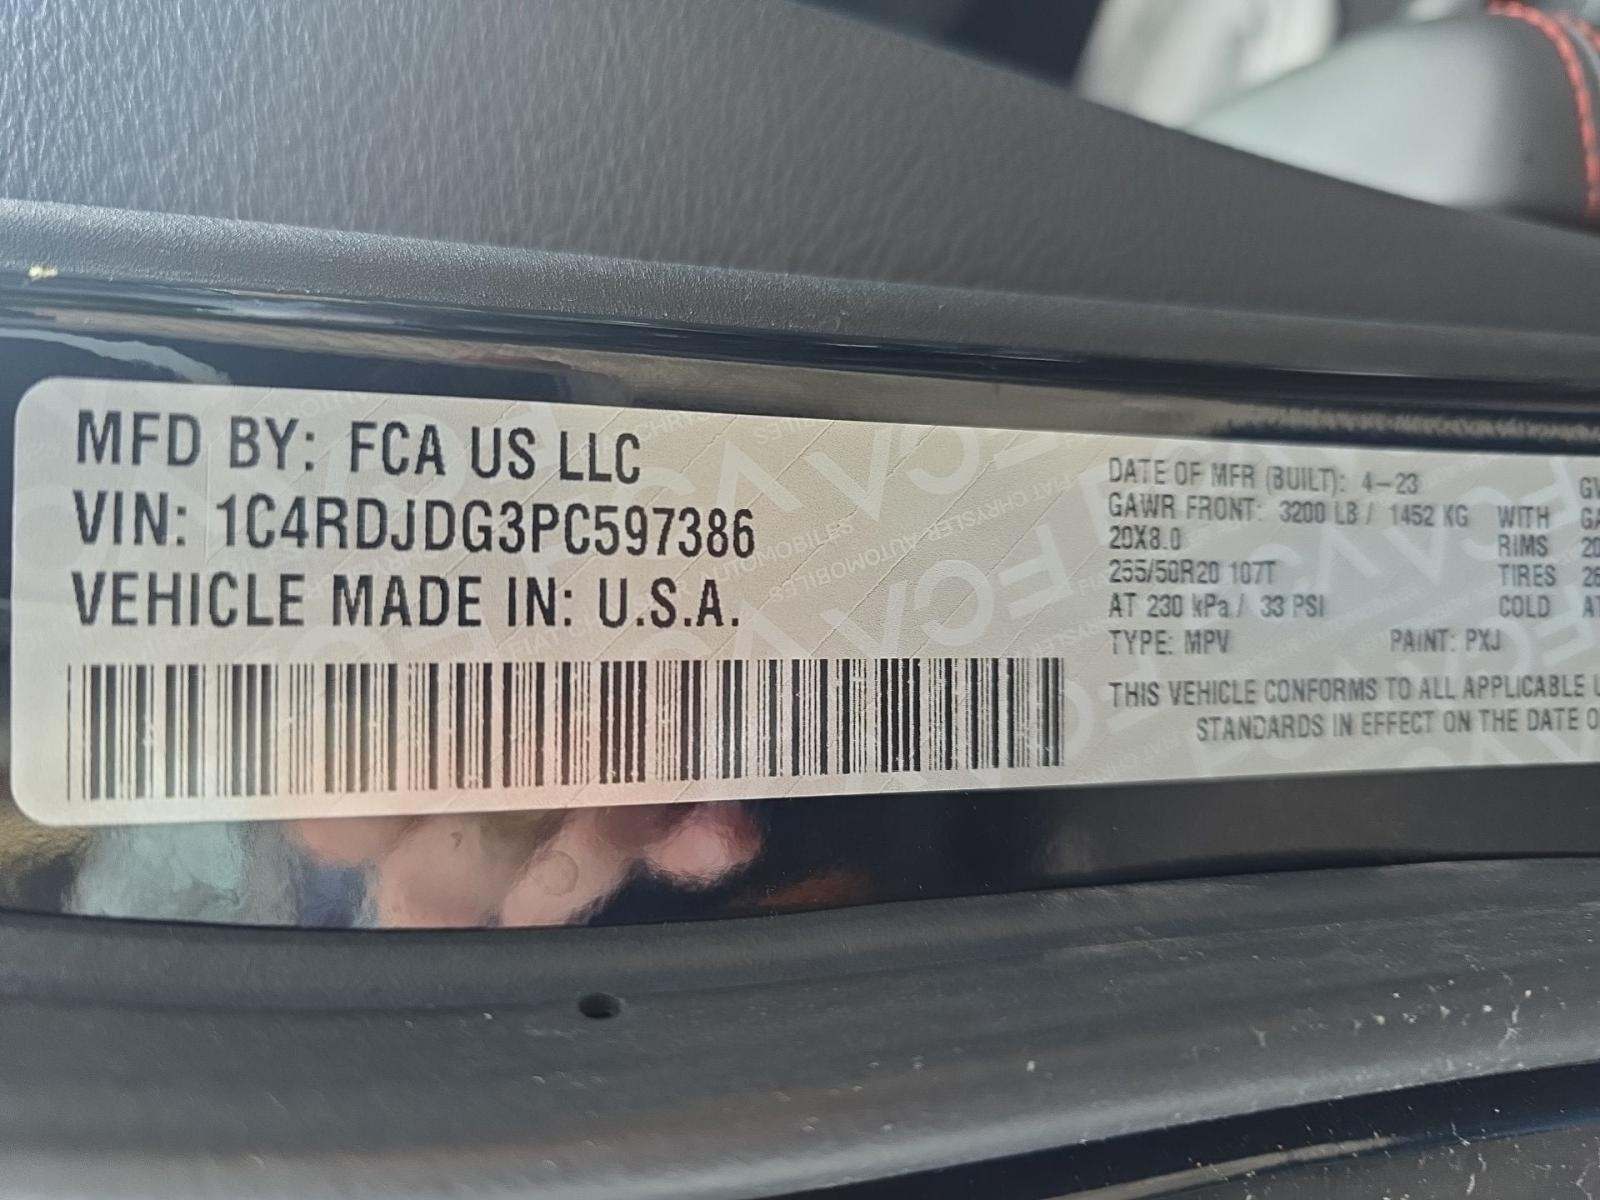 MFD BY: FCA US LLC
VIN: 1C4RDJDG3PC597386
VEHICLE MADE IN: U.S.A.
DATE OF MFR (BUILT): 4-23
GAWR FRONT: 3200 LB / 1452 KG WITH
20X8.0 RIMS
265/50R20 107T TIRES
AT 230 kPa / 33 PSI COLD
TYPE: MPV PAINT: PXJ
THIS VEHICLE CONFORMS TO ALL APPLICABLE
STANDARDS IN EFFECT ON THE DATE